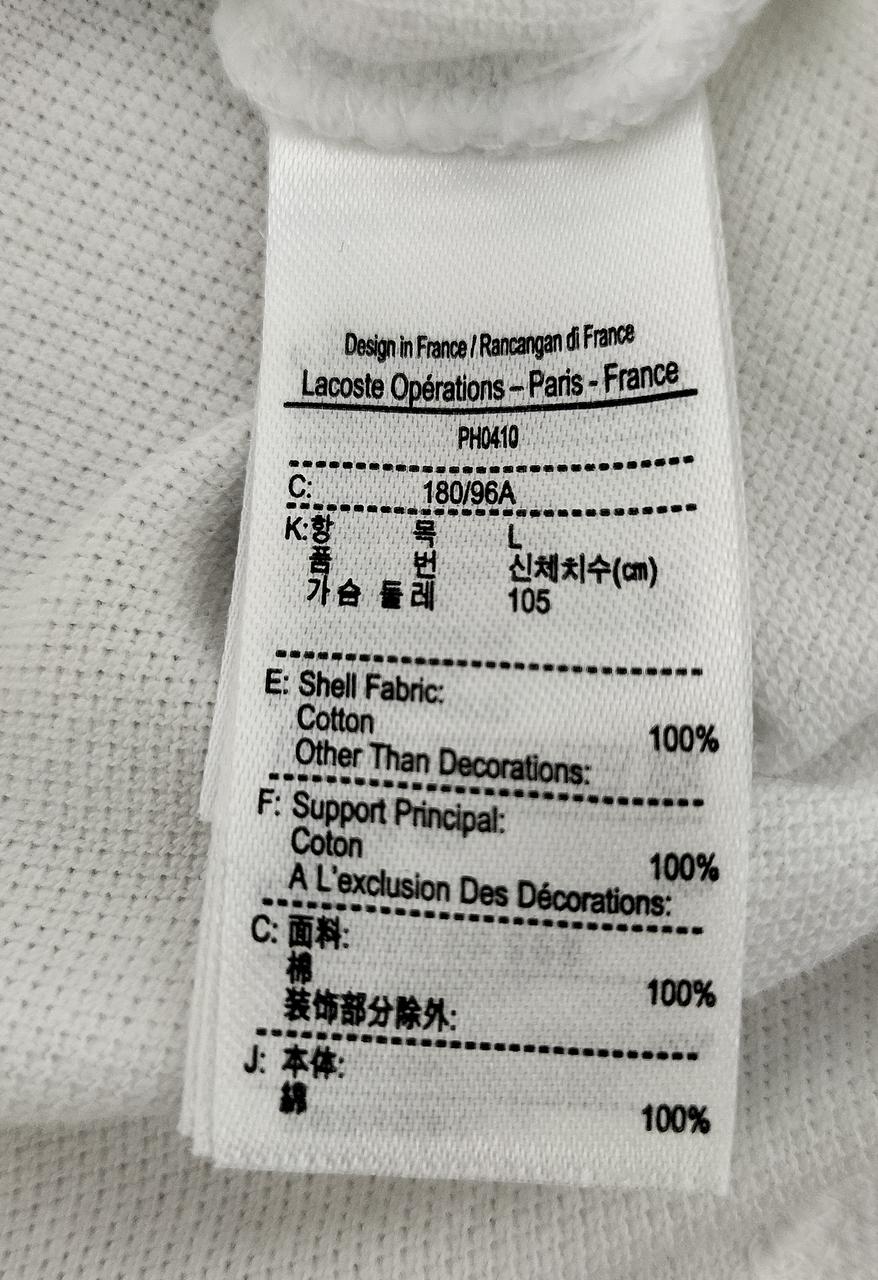 Design in France / Rancangan di France
Lacoste Opérations – Paris - France
PH0410
C: 180/96A
K: 항 목 L
품 번 신체치수(cm)
가 슴 둘 레 105
E: Shell Fabric:
Cotton 100%
Other Than Decorations:
F: Support Principal:
Coton 100%
A L'exclusion Des Décorations:
C: 面料:
棉 100%
装饰部分除外:
J: 本体:
綿 100%